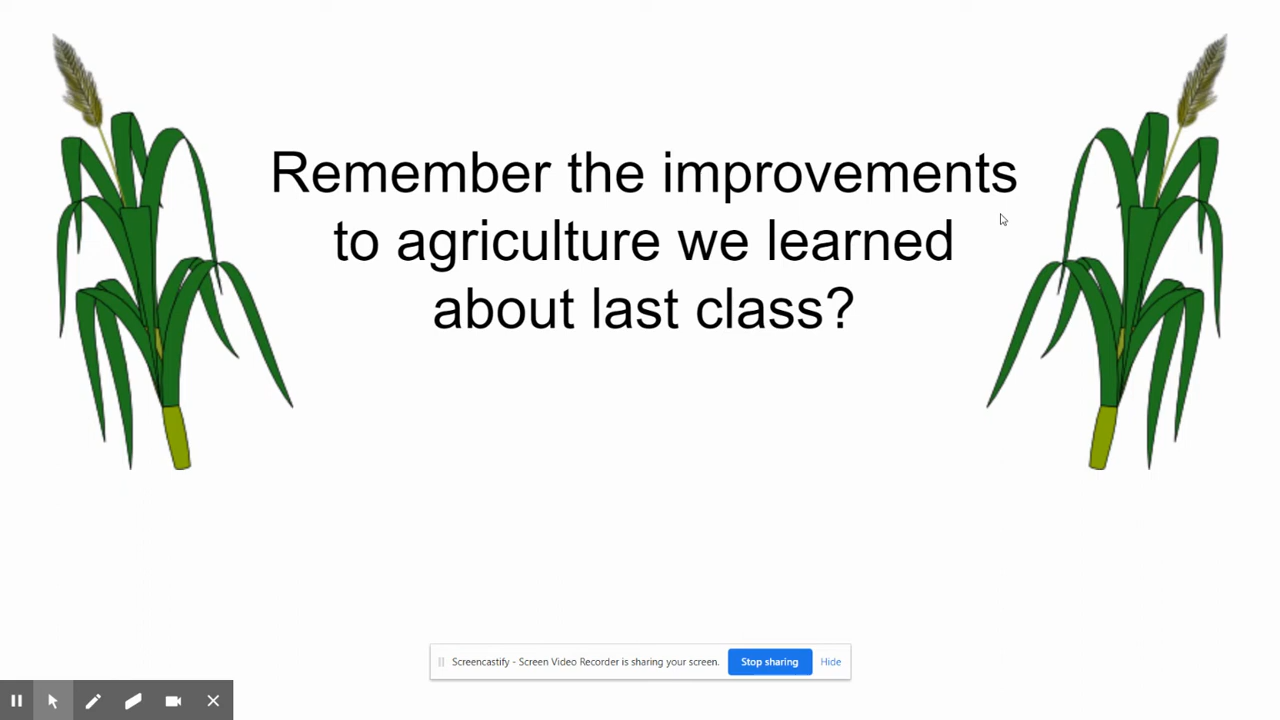 Remember the improvements
to agriculture we learned
about last class?
Screencastify - Screen Video Recorder is sharing your screen. Stop sharing Hide